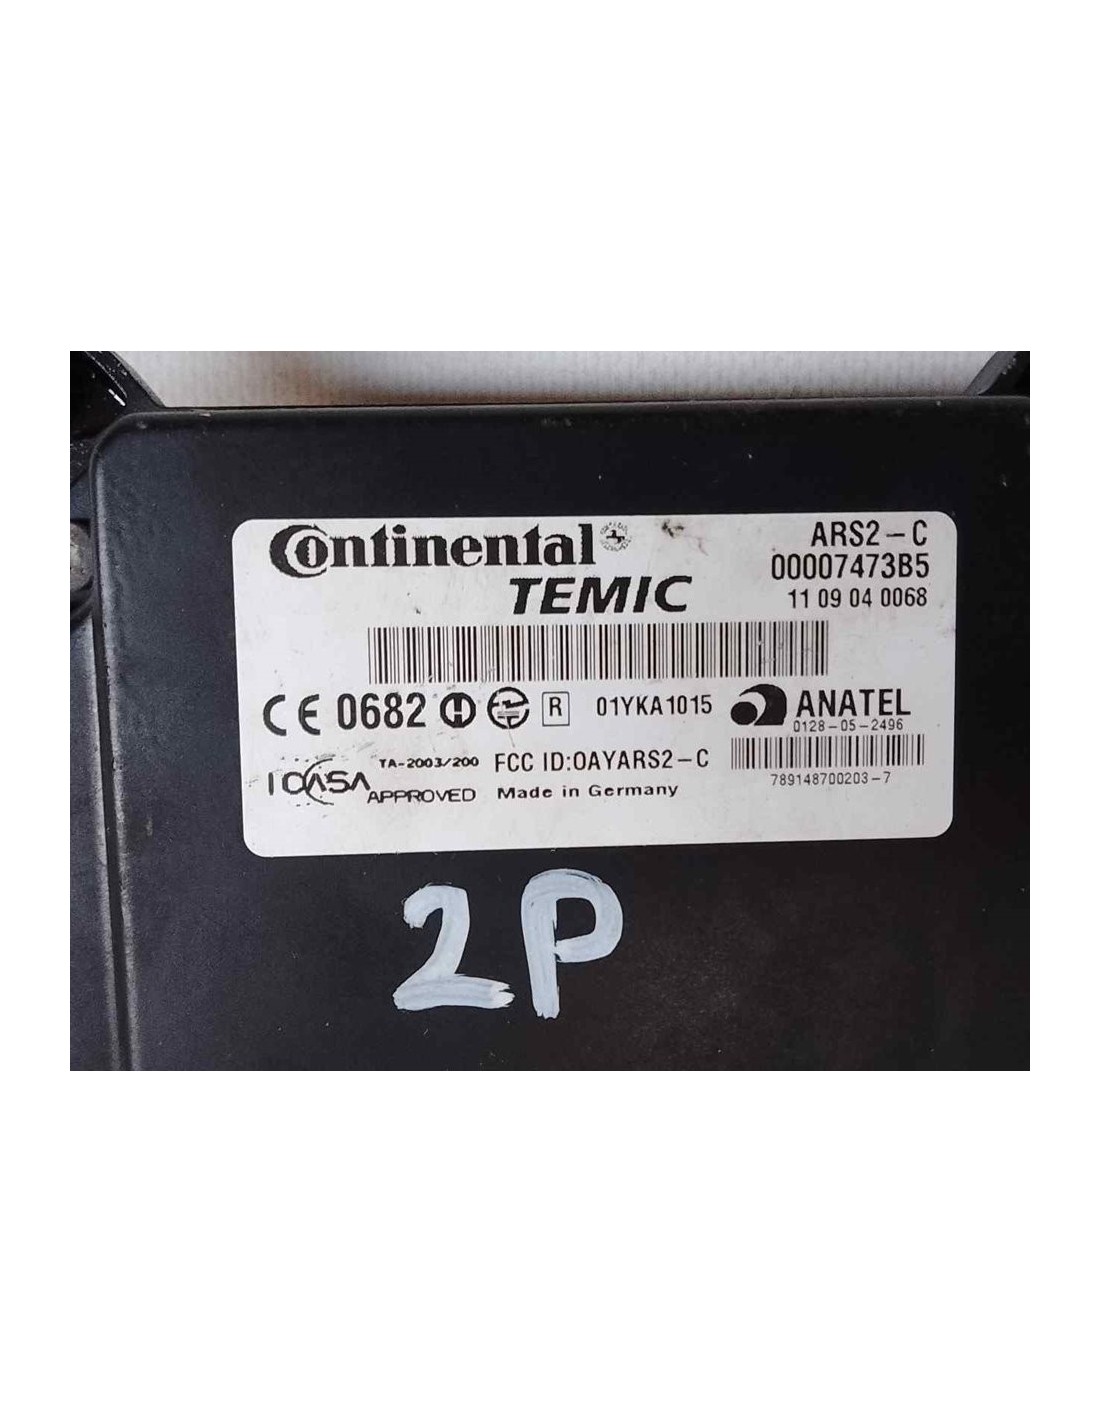 Continental
TEMIC
ARS2-C
00007473B5
11 09 04 0068
CE 0682
R
01YKA1015
ANATEL
0128-05-2496
ICASA
TA-2003/200
APPROVED
FCC ID:OAYARS2-C
Made in Germany
789148700203-7
2P